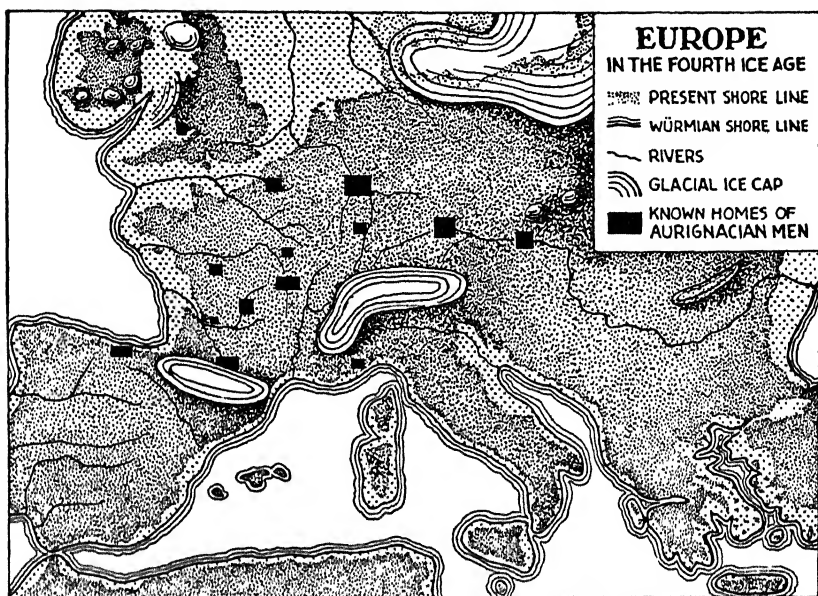 EUROPE
IN THE FOURTH ICE AGE
PRESENT SHORE LINE
WÜRMIAN SHORE LINE
RIVERS
GLACIAL ICE CAP
KNOWN HOMES OF
AURIGNACIAN MEN